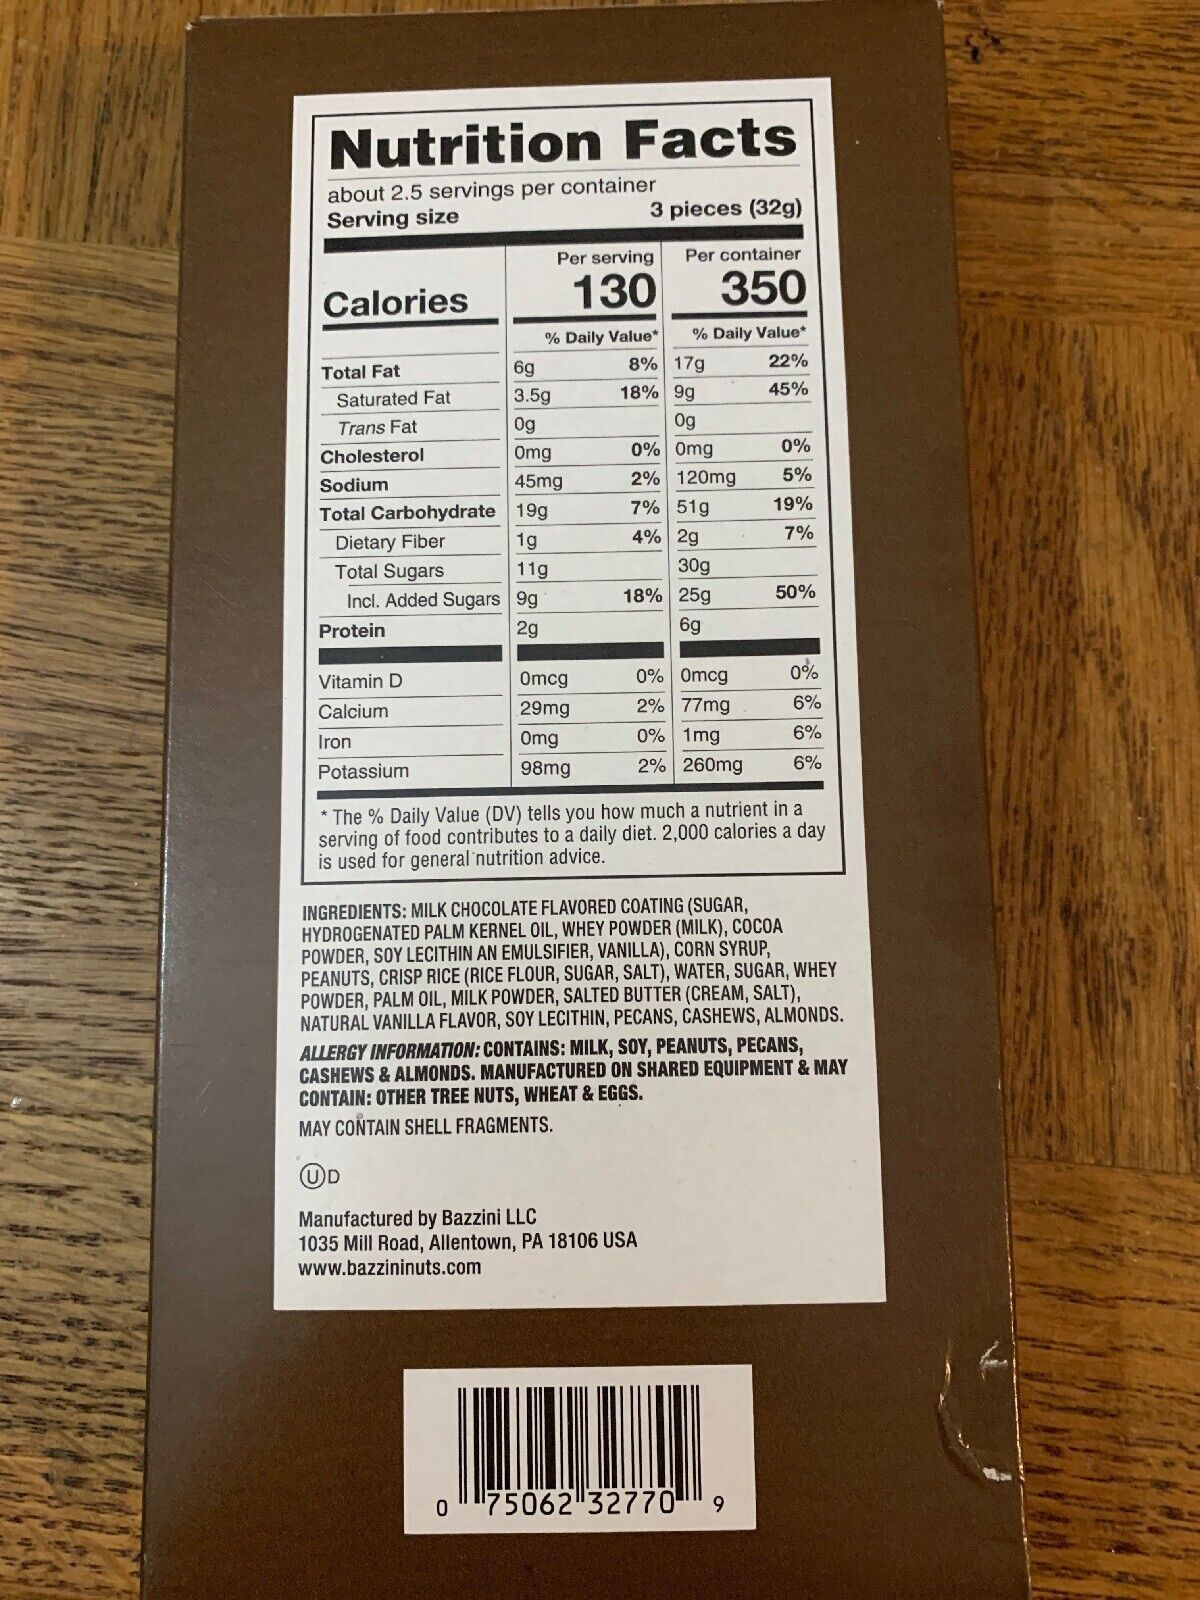 Nutrition Facts
about 2.5 servings per container
Serving size 3 pieces (32g)
Per serving Per container
Calories 130 350
% Daily Value* % Daily Value*
Total Fat 6g 8% 17g 22%
Saturated Fat 3.5g 18% 9g 45%
Trans Fat 0g 0g
Cholesterol 0mg 0% 0mg 0%
Sodium 45mg 2% 120mg 5%
Total Carbohydrate 19g 7% 51g 19%
Dietary Fiber 1g 4% 2g 7%
Total Sugars 11g 30g
Incl. Added Sugars 9g 18% 25g 50%
Protein 2g 6g
Vitamin D 0mcg 0% 0mcg 0%
Calcium 29mg 2% 77mg 6%
Iron 0mg 0% 1mg 6%
Potassium 98mg 2% 260mg 6%
* The % Daily Value (DV) tells you how much a nutrient in a
serving of food contributes to a daily diet. 2,000 calories a day
is used for general nutrition advice.
INGREDIENTS: MILK CHOCOLATE FLAVORED COATING (SUGAR,
HYDROGENATED PALM KERNEL OIL, WHEY POWDER (MILK), COCOA
POWDER, SOY LECITHIN AN EMULSIFIER, VANILLA), CORN SYRUP,
PEANUTS, CRISP RICE (RICE FLOUR, SUGAR, SALT), WATER, SUGAR, WHEY
POWDER, PALM OIL, MILK POWDER, SALTED BUTTER (CREAM, SALT),
NATURAL VANILLA FLAVOR, SOY LECITHIN, PECANS, CASHEWS, ALMONDS.
ALLERGY INFORMATION: CONTAINS: MILK, SOY, PEANUTS, PECANS,
CASHEWS & ALMONDS. MANUFACTURED ON SHARED EQUIPMENT & MAY
CONTAIN: OTHER TREE NUTS, WHEAT & EGGS.
MAY CONTAIN SHELL FRAGMENTS.
Ⓤ D
Manufactured by Bazzini LLC
1035 Mill Road, Allentown, PA 18106 USA
www.bazzininuts.com
0 75062 32770 9